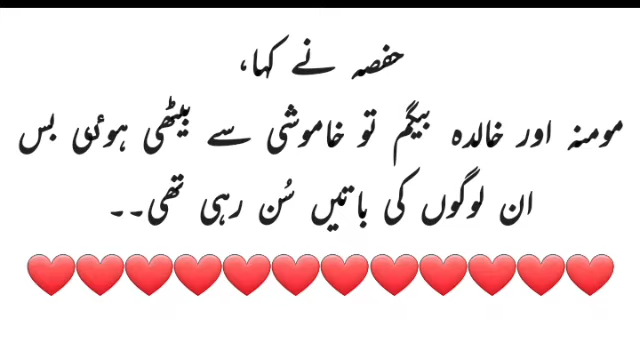 حفصہ نے کہا،
مومنہ اور خالدہ بیگم تو خاموشی سے بیٹھی ہوئی بس
ان لوگوں کی باتیں سُن رہی تھی۔۔
❤️❤️❤️❤️❤️❤️❤️❤️❤️❤️❤️❤️